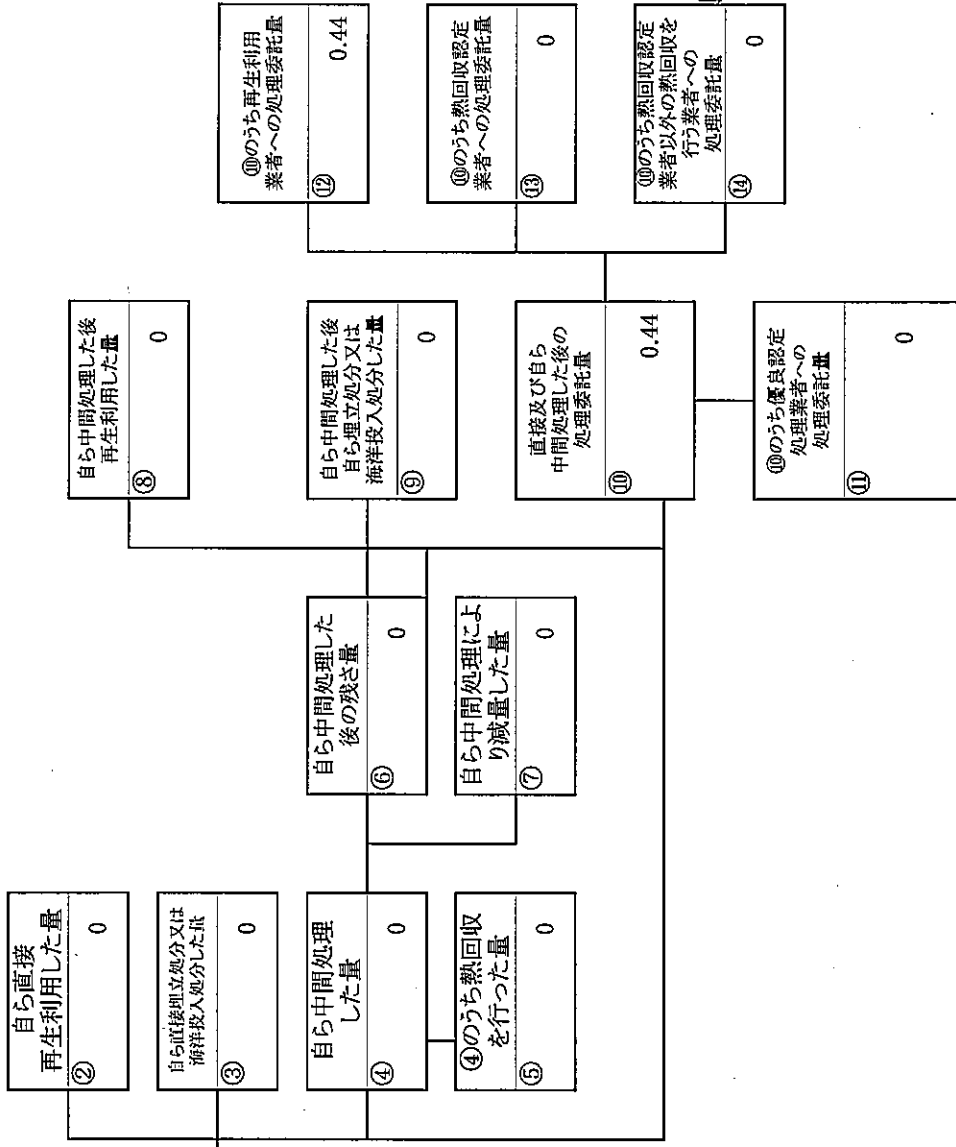 自ら直接
再生利用した量
② 0
自ら直接埋立処分又は
海洋投入処分した量
③ 0
自ら中間処理
した量
④ 0
④のうち熱回収
を行った量
⑤ 0
自ら中間処理した
後の残さ量
⑥ 0
自ら中間処理によ
り減量した量
⑦ 0
自ら中間処理した後
再生利用した量
⑧ 0
自ら中間処理した後
自ら埋立処分又は
海洋投入処分した量
⑨ 0
直接及び自ら
中間処理した後の
処理委託量
⑩ 0.44
⑩のうち優良認定
処理業者への
処理委託量
⑪ 0
⑩のうち再生利用
業者への処理委託量
⑫ 0.44
⑩のうち熱回収認定
業者への処理委託量
⑬ 0
⑩のうち熱回収認定
業者以外の熱回収を
行う業者への
処理委託量
⑭ 0